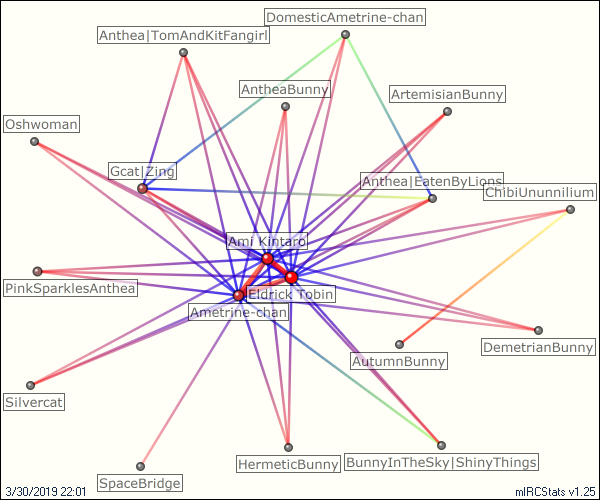 DomesticAmetrine-chan
Anthea|TomAndKitFangirl
AntheaBunny
ArtemisianBunny
Oshwoman
Gcat|Zing
Anthea|EatenByLions
ChibiUnunnilium
Ami Kintaro
PinkSparklesAnthea
Eldrick Tobin
Ametrine-chan
AutumnBunny
DemetrianBunny
Silvercat
SpaceBridge
HermeticBunny
BunnyInTheSky|ShinyThings
3/30/2019 22:01
mIRCStats v1.25